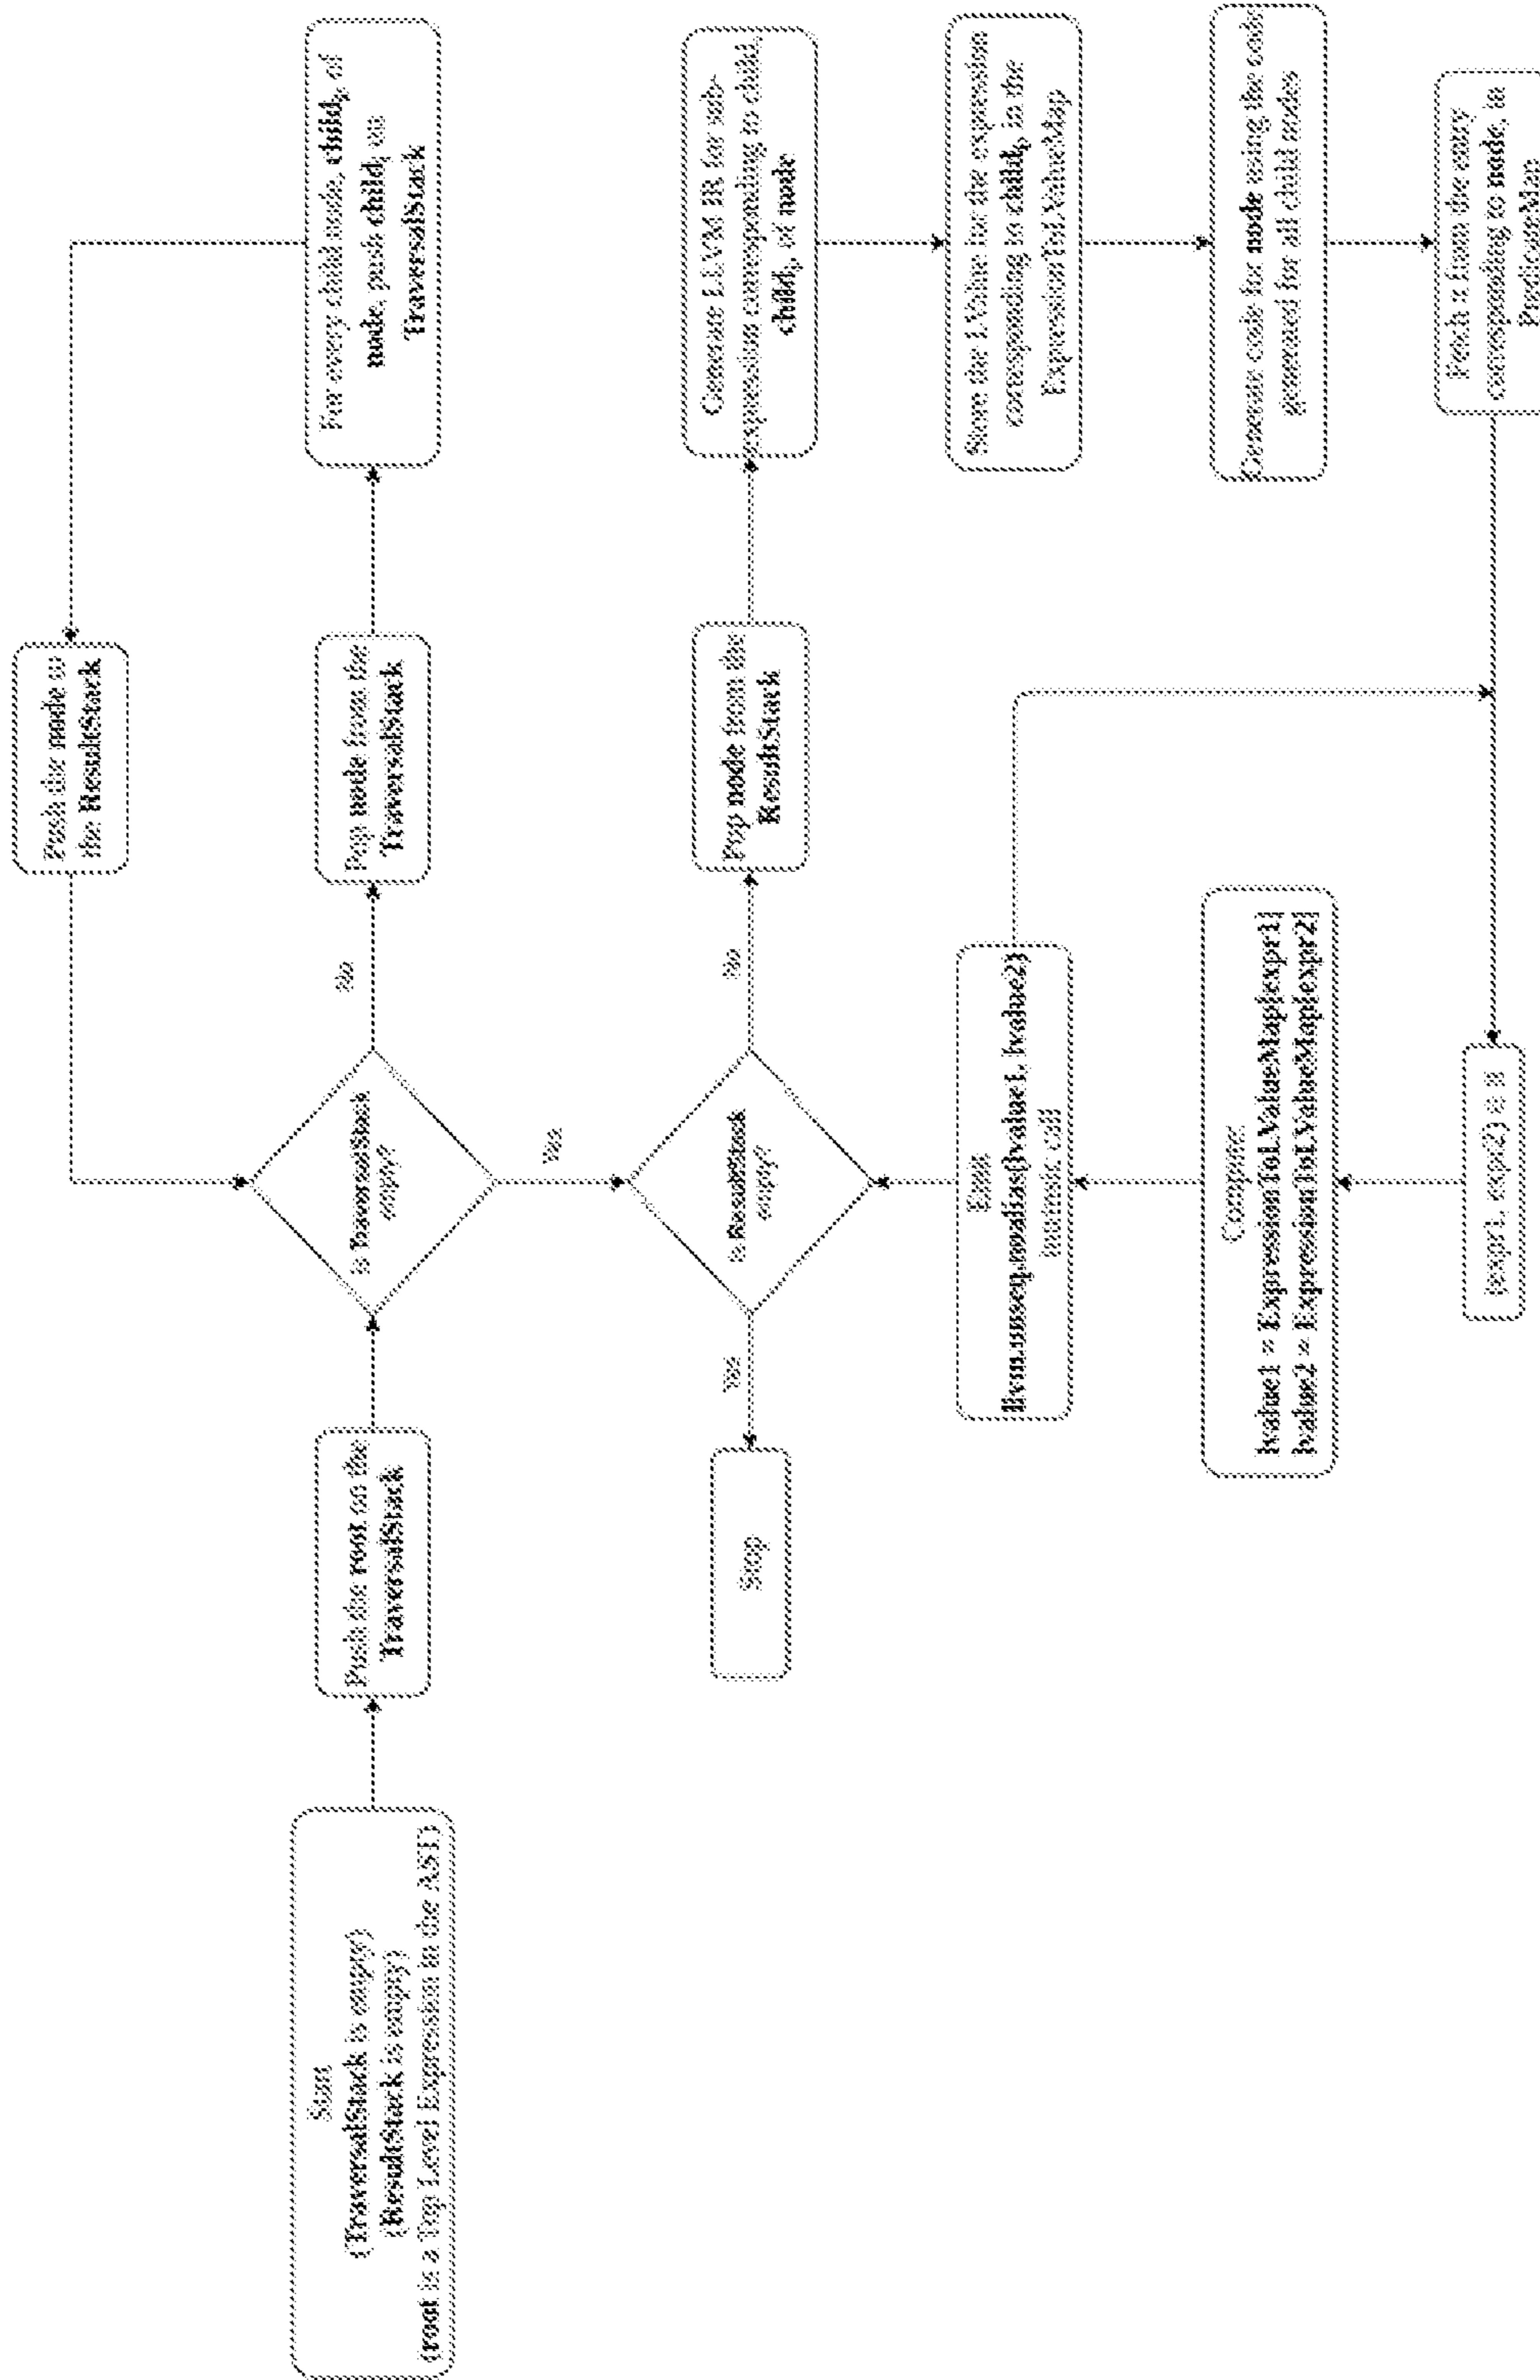 Start
(TraversalStack is empty)
(ResultStack is empty)
(root is a Top Level Expression in the AST)
Push the root on the
TraversalStack
is TraversalStack
empty?
No
Yes
Pop node from the
TraversalStack
For every child node, child, of
node, push child, on
TraversalStack
Push the node on
the ResultStack
is ResultStack
empty?
Yes
No
Stop
Pop node from the
ResultStack
Generate LLVM IR for sub-
expression corresponding to child,
child, of node
Store the LValue for the expression
corresponding to child, in the
ExpressionToLValueMap
Generate code for node using the code
generated for all child nodes
Fetch π from the entry
corresponding to node, in
PredicateMap
(expr1, expr2) ∈ π
Compute
lvalue1 = ExpressionToLValueMap[expr1]
lvalue2 = ExpressionToLValueMap[expr2]
Emit
llvm.unseq.noalias(lvalue1, lvalue2)
intrinsic call